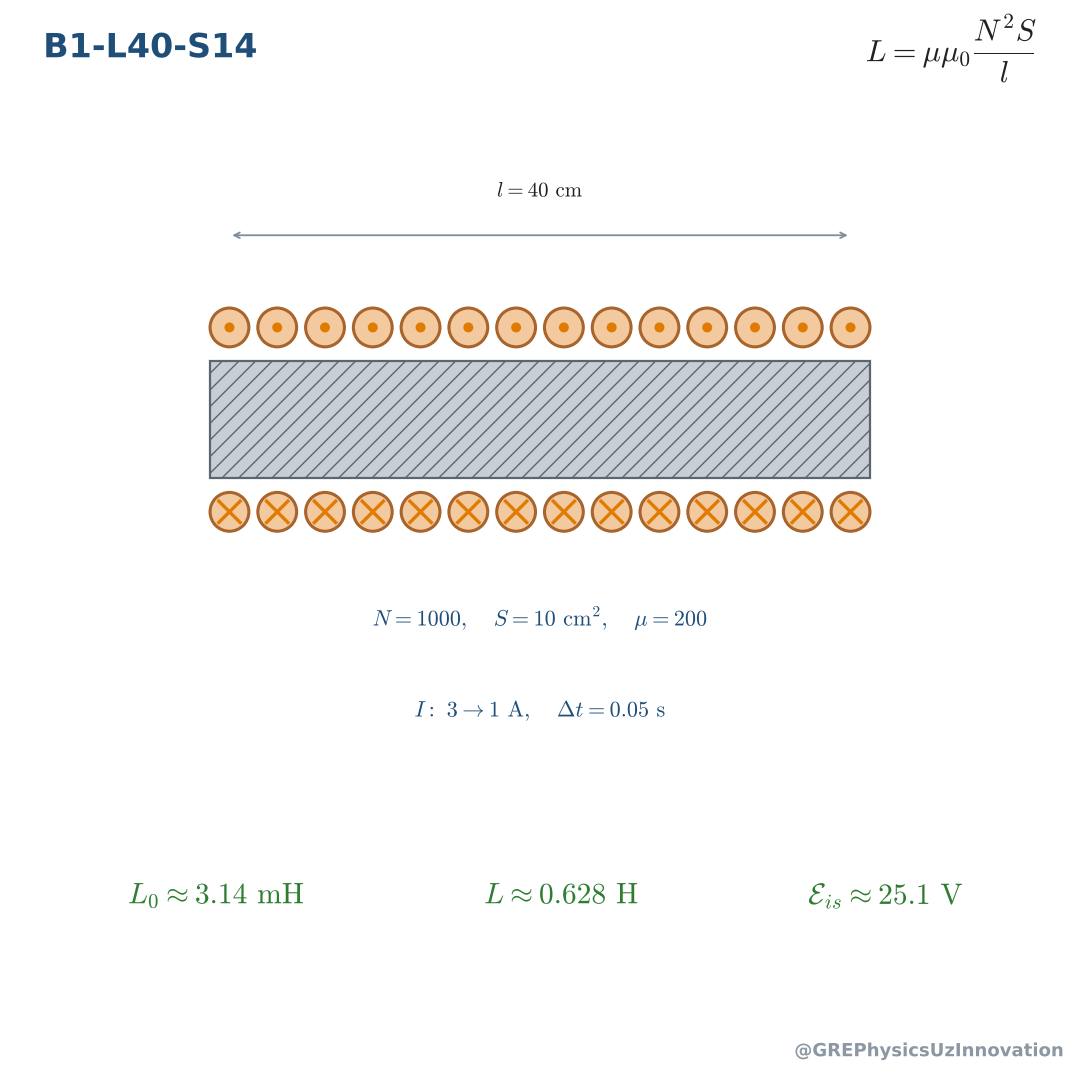 B1-L40-S14
L = μμ₀ N²S / l
l = 40 cm
N = 1000, S = 10 cm², μ = 200
I: 3 → 1 A, Δt = 0.05 s
L₀ ≈ 3.14 mH L ≈ 0.628 H ℰᵢₛ ≈ 25.1 V
@GREPhysicsUzInnovation